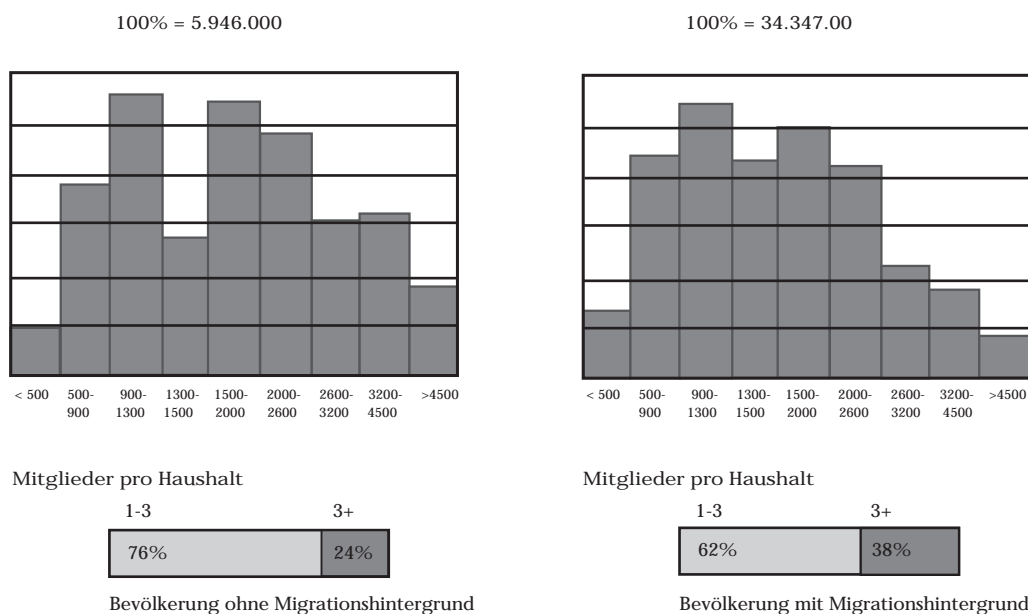 100% = 5.946.000
100% = 34.347.00
< 500 500-900 900-1300 1300-1500 1500-2000 2000-2600 2600-3200 3200-4500 >4500
< 500 500-900 900-1300 1300-1500 1500-2000 2000-2600 2600-3200 3200-4500 >4500
Mitglieder pro Haushalt
1-3 3+
76% 24%
Bevölkerung ohne Migrationshintergrund
Mitglieder pro Haushalt
1-3 3+
62% 38%
Bevölkerung mit Migrationshintergrund